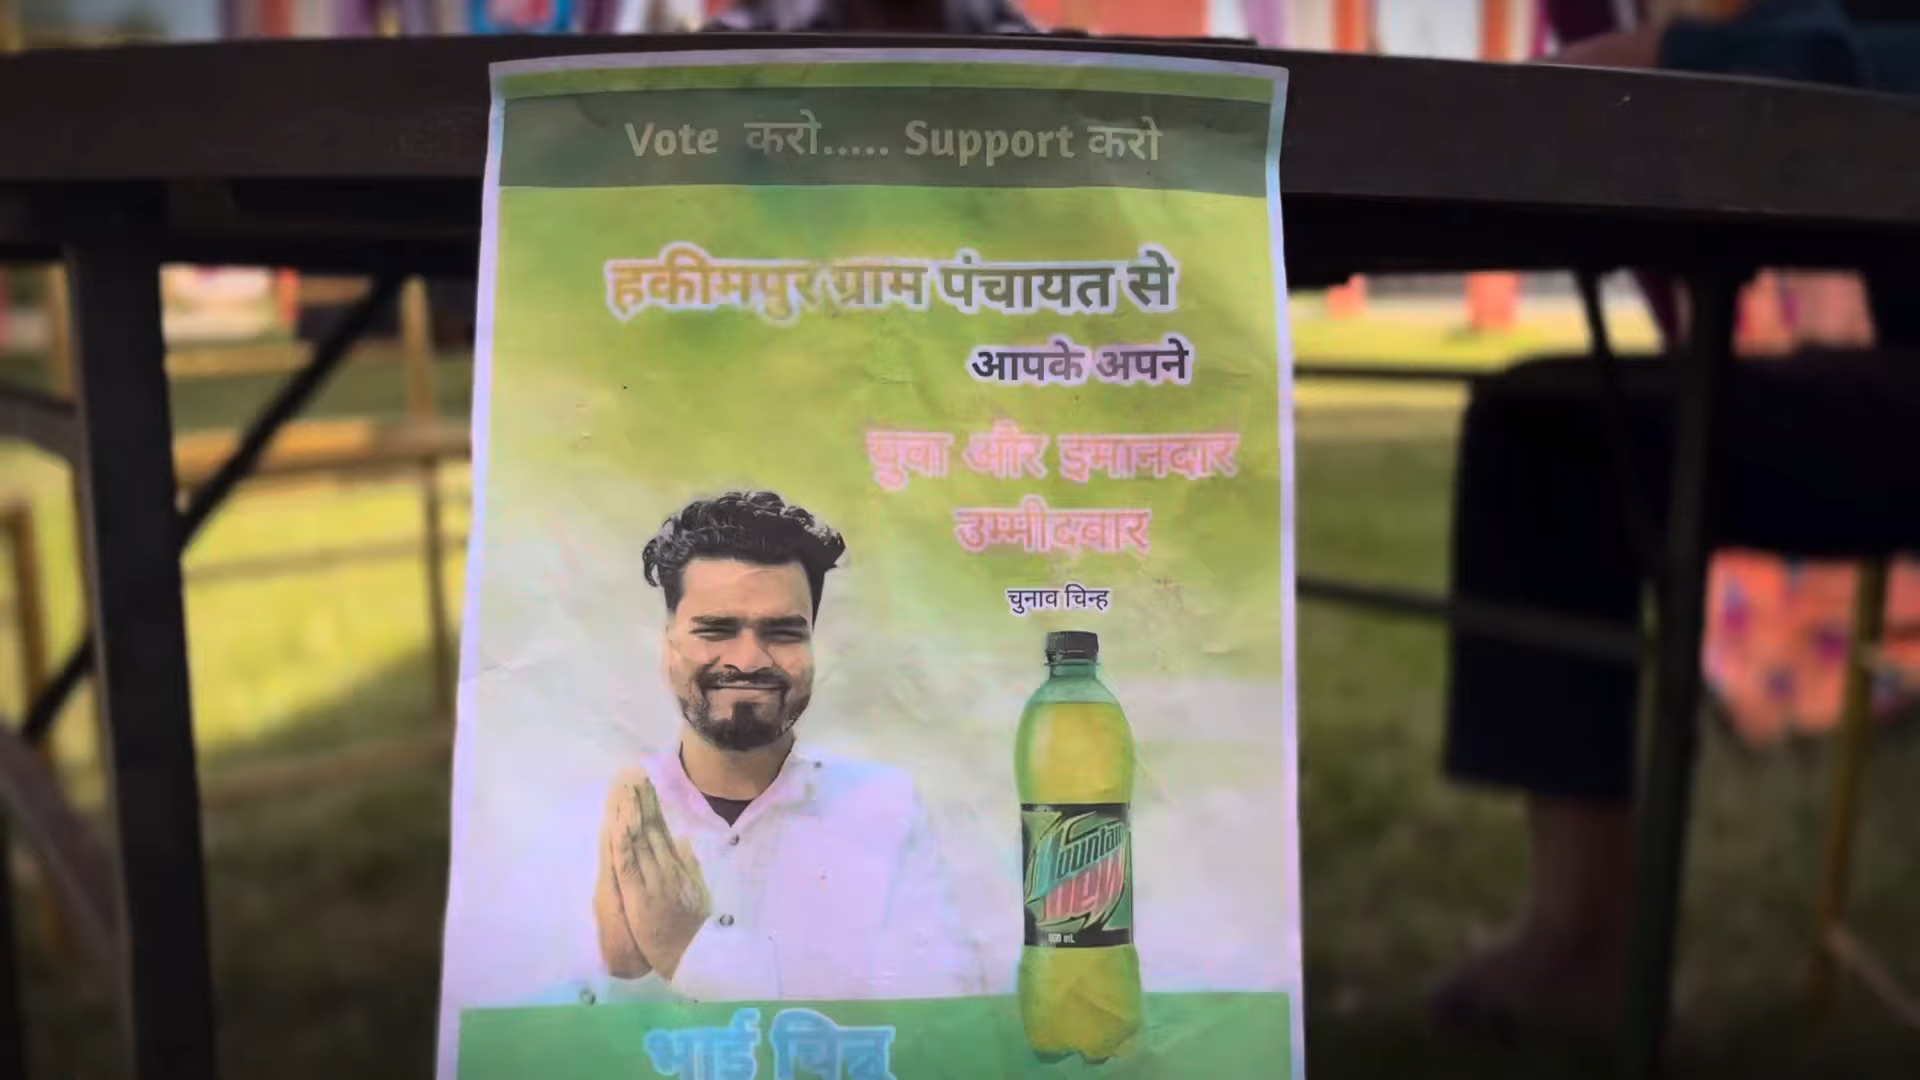 Vote करो..... Support करो
हकीमपुर ग्राम पंचायत से
आपके अपने
युवा और इमानदार
उम्मीदवार
चुनाव चिन्ह
Mountain
Dew
भाई